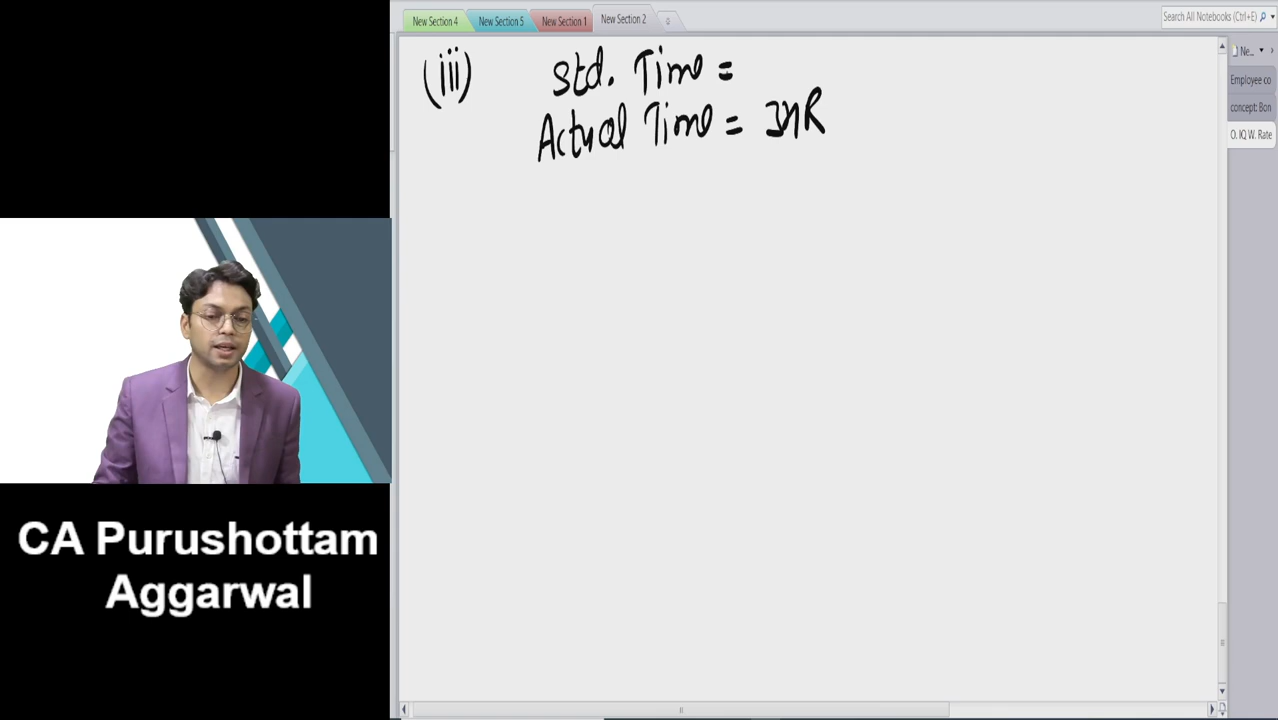 New Section 4 New Section 5 New Section 1 New Section 2
Search All Notebooks (Ctrl+E)
Ne...
Employee co
concept: Bon
O. IQ W. Rate
(iii) Std. Time =
Actual Time =
CA Purushottam
Aggarwal